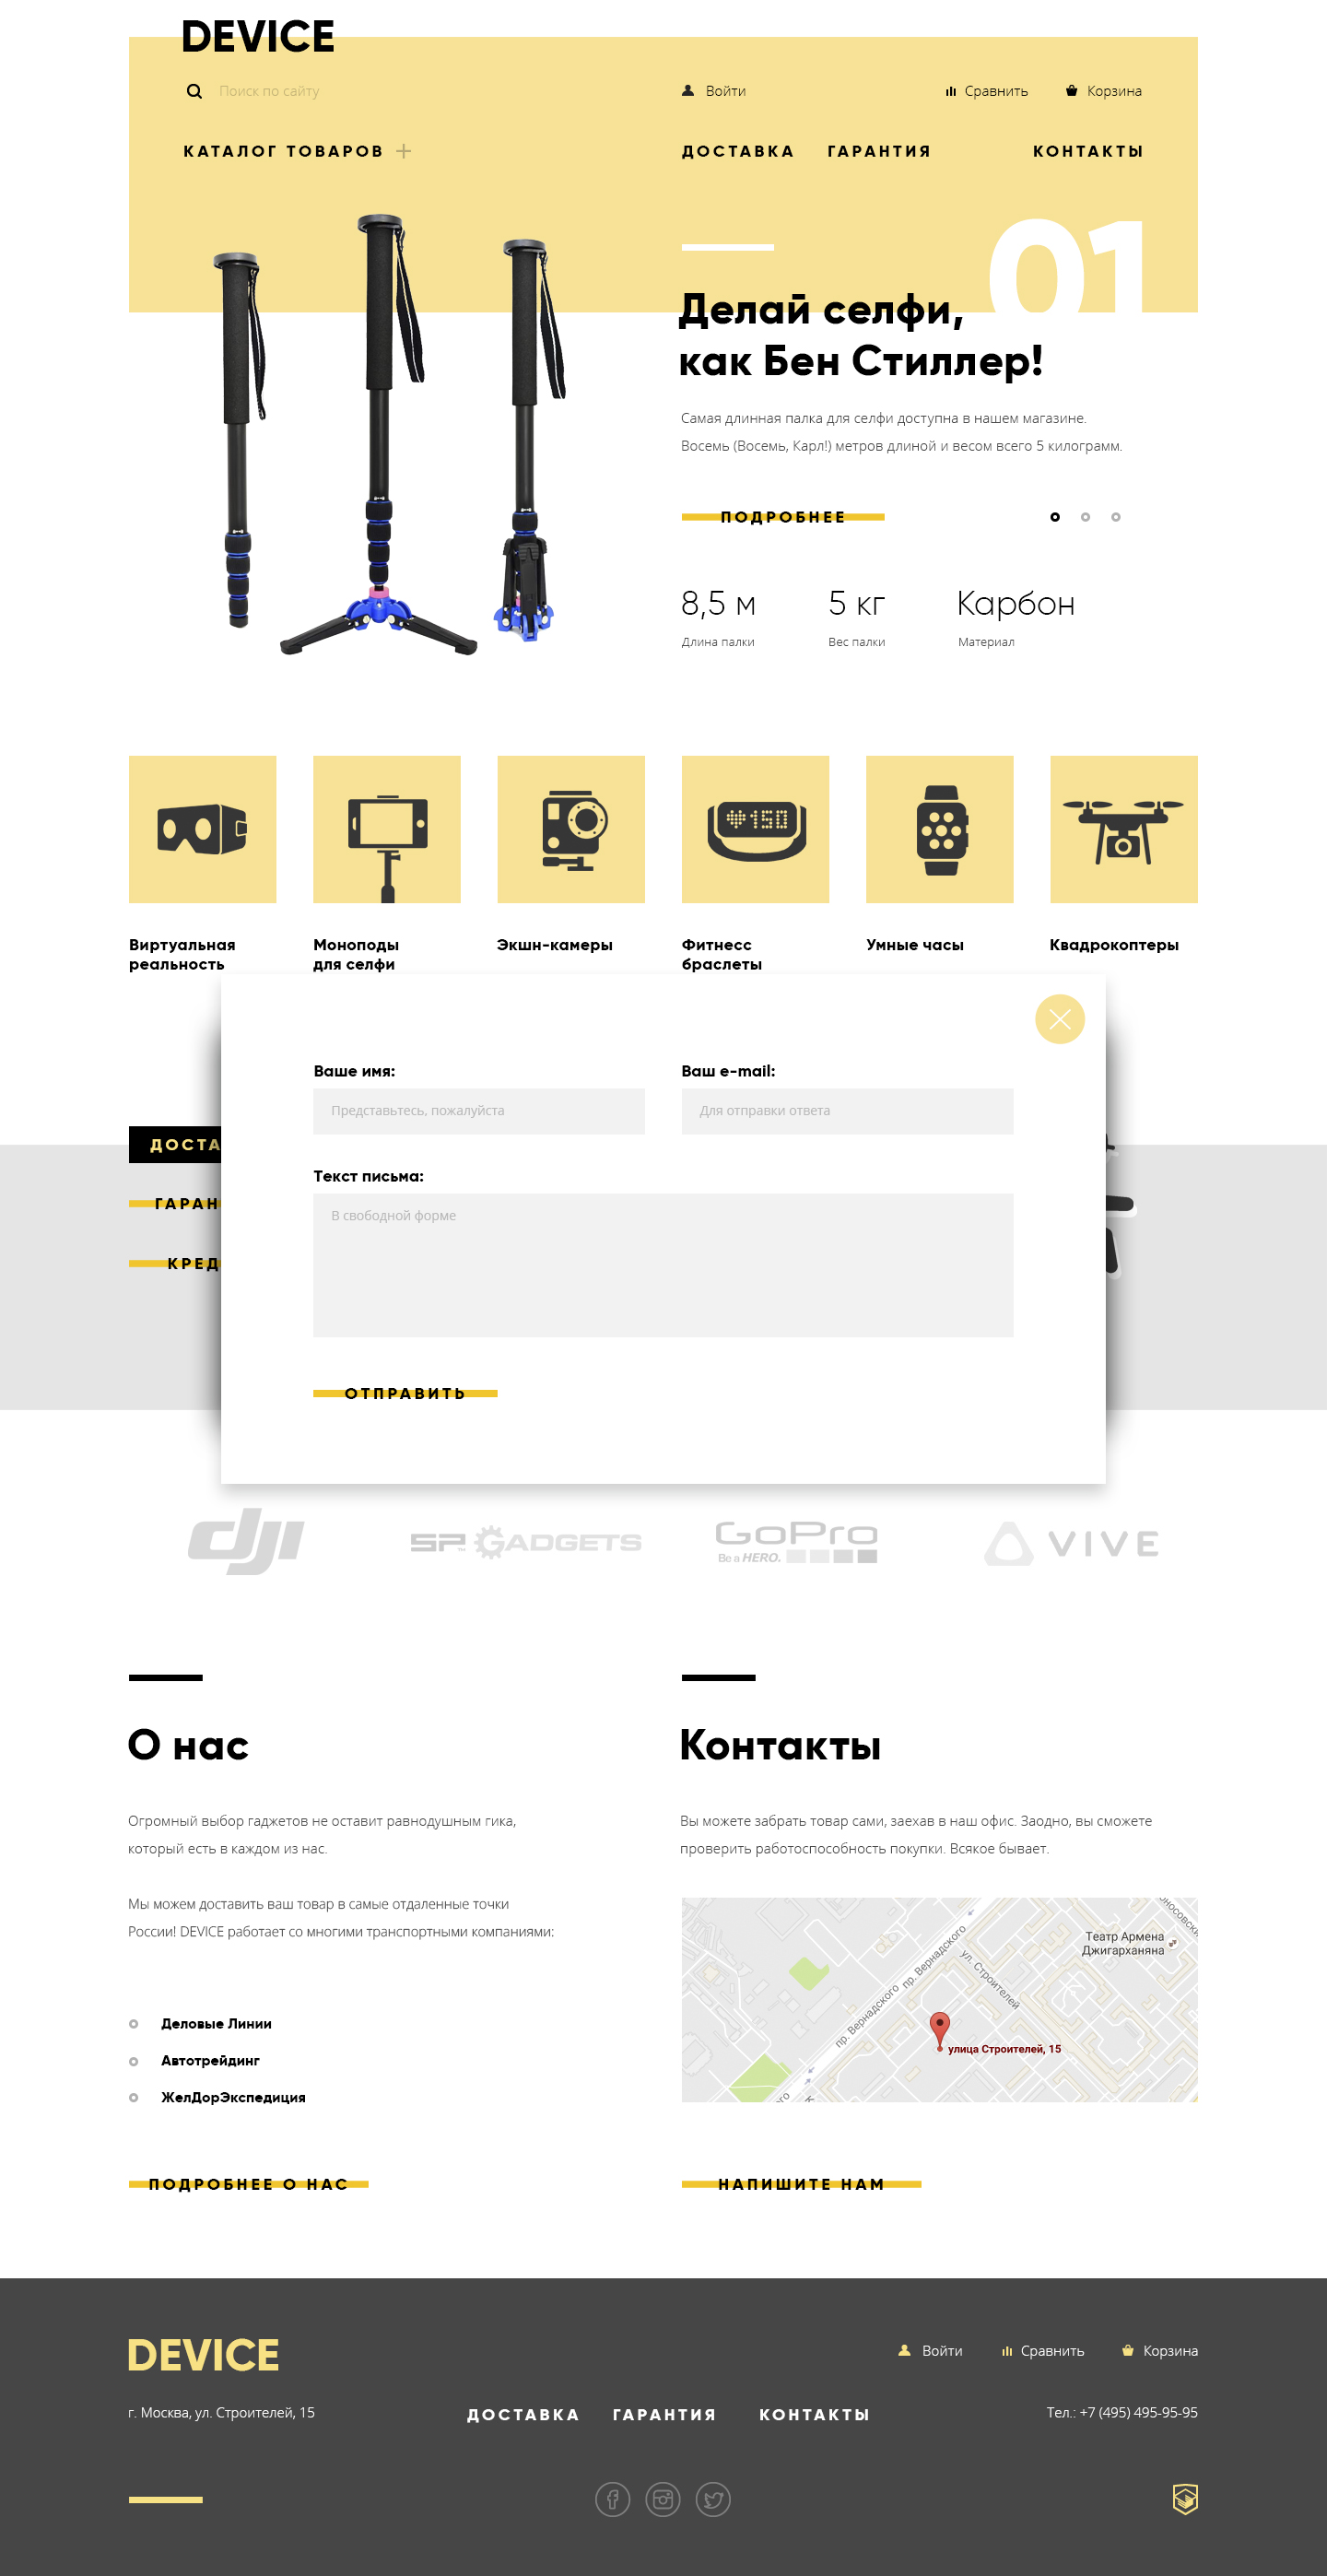 DEVICE
Поиск по сайту
Войти
Сравнить
Корзина
КАТАЛОГ ТОВАРОВ
ДОСТАВКА
ГАРАНТИЯ
КОНТАКТЫ
01
Делай селфи,
как Бен Стиллер!
Самая длинная палка для селфи доступна в нашем магазине.
Восемь (Восемь, Карл!) метров длиной и весом всего 5 килограмм.
ПОДРОБНЕЕ
8,5 м
5 кг
Карбон
Длина палки
Вес палки
Материал
150
Виртуальная
реальность
Моноподы
для селфи
Экшн-камеры
Фитнесс
браслеты
Умные часы
Квадрокоптеры
Ваше имя:
Ваш e-mail:
Представьтесь, пожалуйста
Для отправки ответа
ДОСТА
Текст письма:
ГАРАН
В свободной форме
КРЕД
ОТПРАВИТЬ
dji
SP GADGETS
GoPro
Be a HERO.
VIVE
О нас
Контакты
Огромный выбор гаджетов не оставит равнодушным гика,
который есть в каждом из нас.
Вы можете забрать товар сами, заехав в наш офис. Заодно, вы сможете
проверить работоспособность покупки. Всякое бывает.
Мы можем доставить ваш товар в самые отдаленные точки
России! DEVICE работает со многими транспортными компаниями:
Театр Армена
Джигарханяна
пр. Вернадского
ул. Строителей
пр. Вернадского
улица Строителей, 15
Деловые Линии
Автотрейдинг
ЖелДорЭкспедиция
ПОДРОБНЕЕ О НАС
НАПИШИТЕ НАМ
DEVICE
Войти
Сравнить
Корзина
г. Москва, ул. Строителей, 15
ДОСТАВКА
ГАРАНТИЯ
КОНТАКТЫ
Тел.: +7 (495) 495-95-95